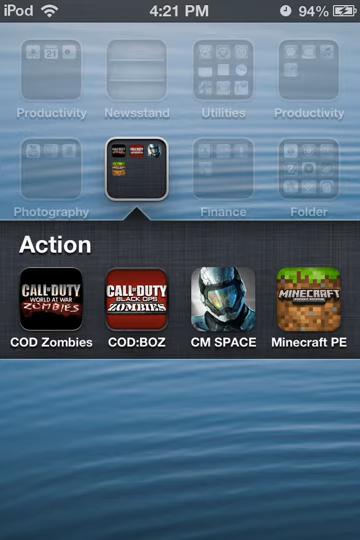 iPod 4:21 PM 94%
Productivity Newsstand Utilities Productivity
Photography Finance Folder
Action
CALL OF DUTY
WORLD AT WAR
ZOMBIES
CALL OF DUTY
BLACK OPS
ZOMBIES
MINECRAFT
COD Zombies COD:BOZ CM SPACE Minecraft PE